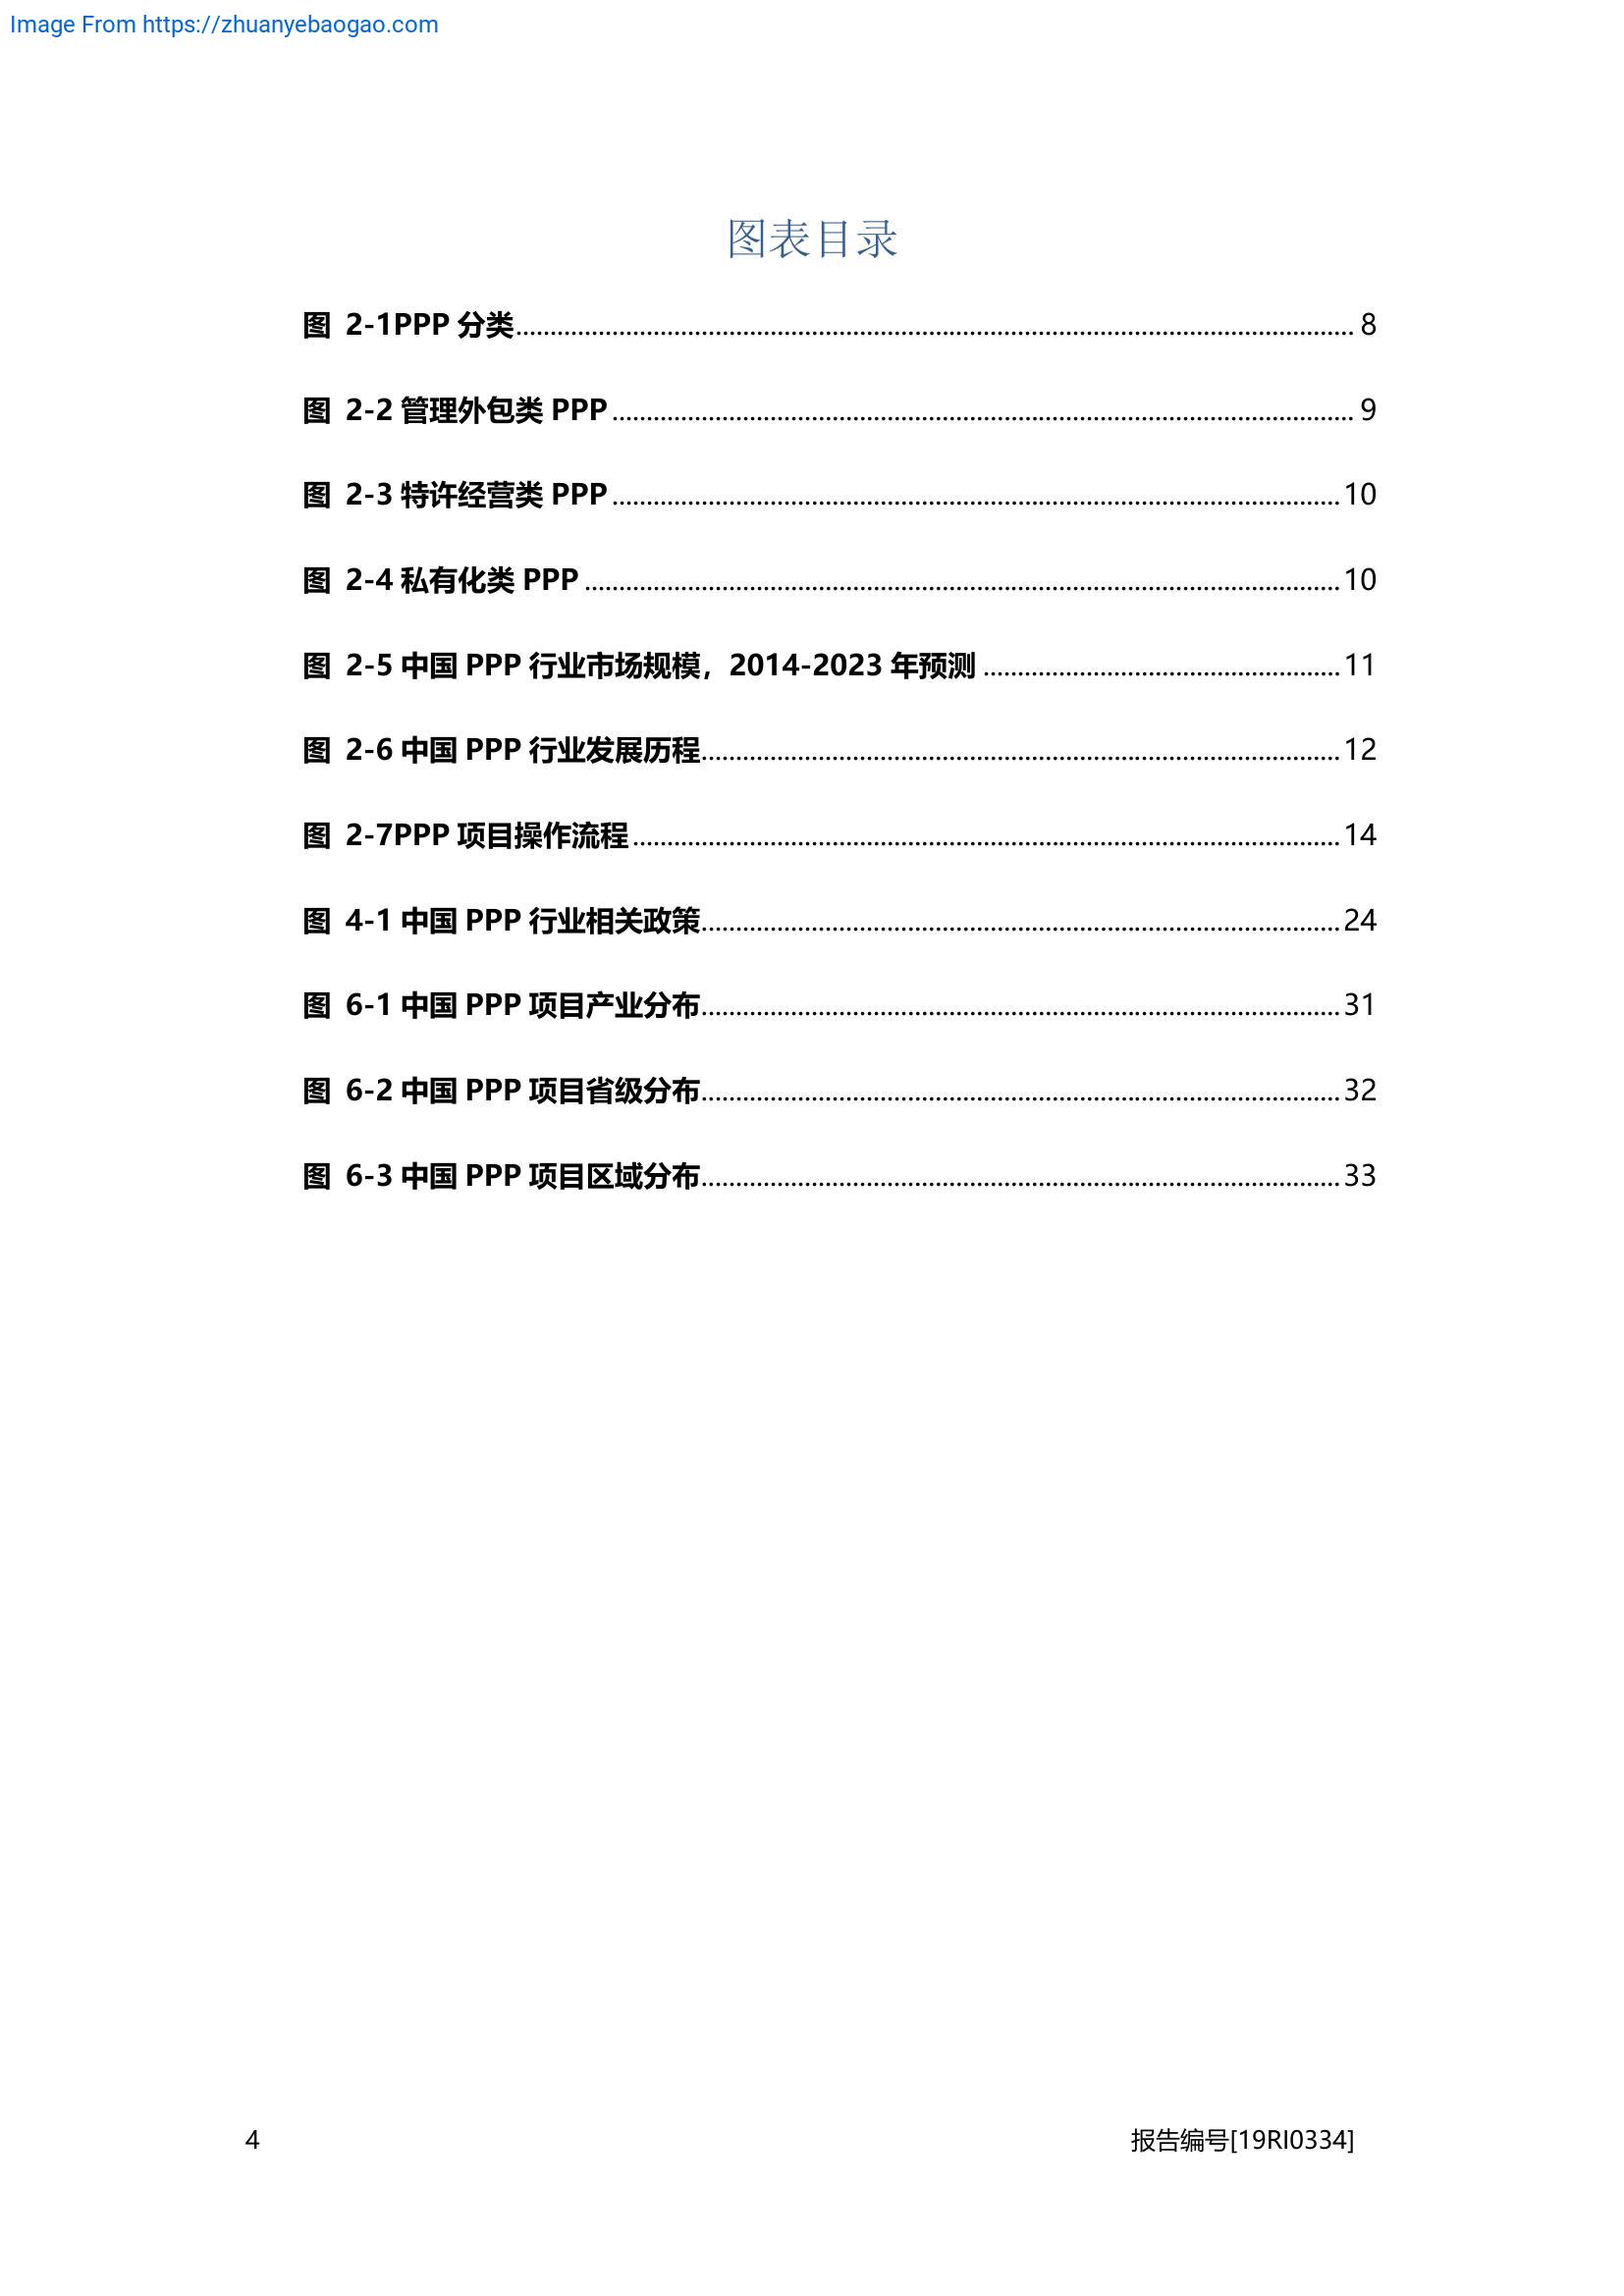 Image From https://zhuanyebaogao.com
图表目录
图 2-1PPP 分类........................................ 8
图 2-2 管理外包类 PPP........................................ 9
图 2-3 特许经营类 PPP........................................ 10
图 2-4 私有化类 PPP........................................ 10
图 2-5 中国 PPP 行业市场规模，2014-2023 年预测........................................ 11
图 2-6 中国 PPP 行业发展历程........................................ 12
图 2-7PPP 项目操作流程........................................ 14
图 4-1 中国 PPP 行业相关政策........................................ 24
图 6-1 中国 PPP 项目产业分布........................................ 31
图 6-2 中国 PPP 项目省级分布........................................ 32
图 6-3 中国 PPP 项目区域分布........................................ 33
4 报告编号[19RI0334]